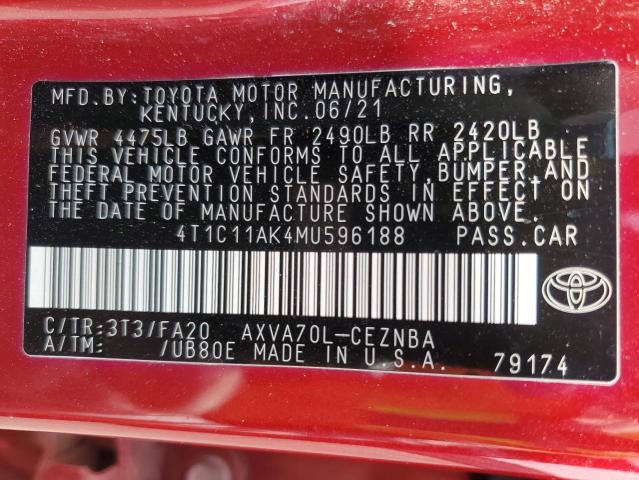 MFD.BY:TOYOTA MOTOR MANUFACTURING,
KENTUCKY, INC.06/21
GVWR 4475LB GAWR FR 2490LB RR 2420LB
THIS VEHICLE CONFORMS TO ALL APPLICABLE
FEDERAL MOTOR VEHICLE SAFETY,BUMPER,AND
THEFT PREVENTION STANDARDS IN EFFECT ON
THE DATE OF MANUFACTURE SHOWN ABOVE.
4T1C11AK4MU596188 PASS.CAR
C/TR:3T3/FA20 AXVA70L-CEZNBA
A/TM: /UB80E MADE IN U.S.A. 79174